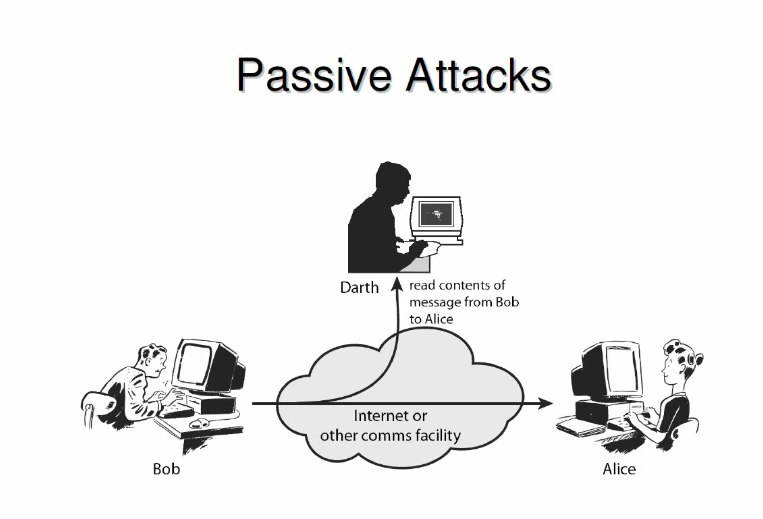 Passive Attacks
Darth
read contents of
message from Bob
to Alice
Internet or
other comms facility
Bob
Alice